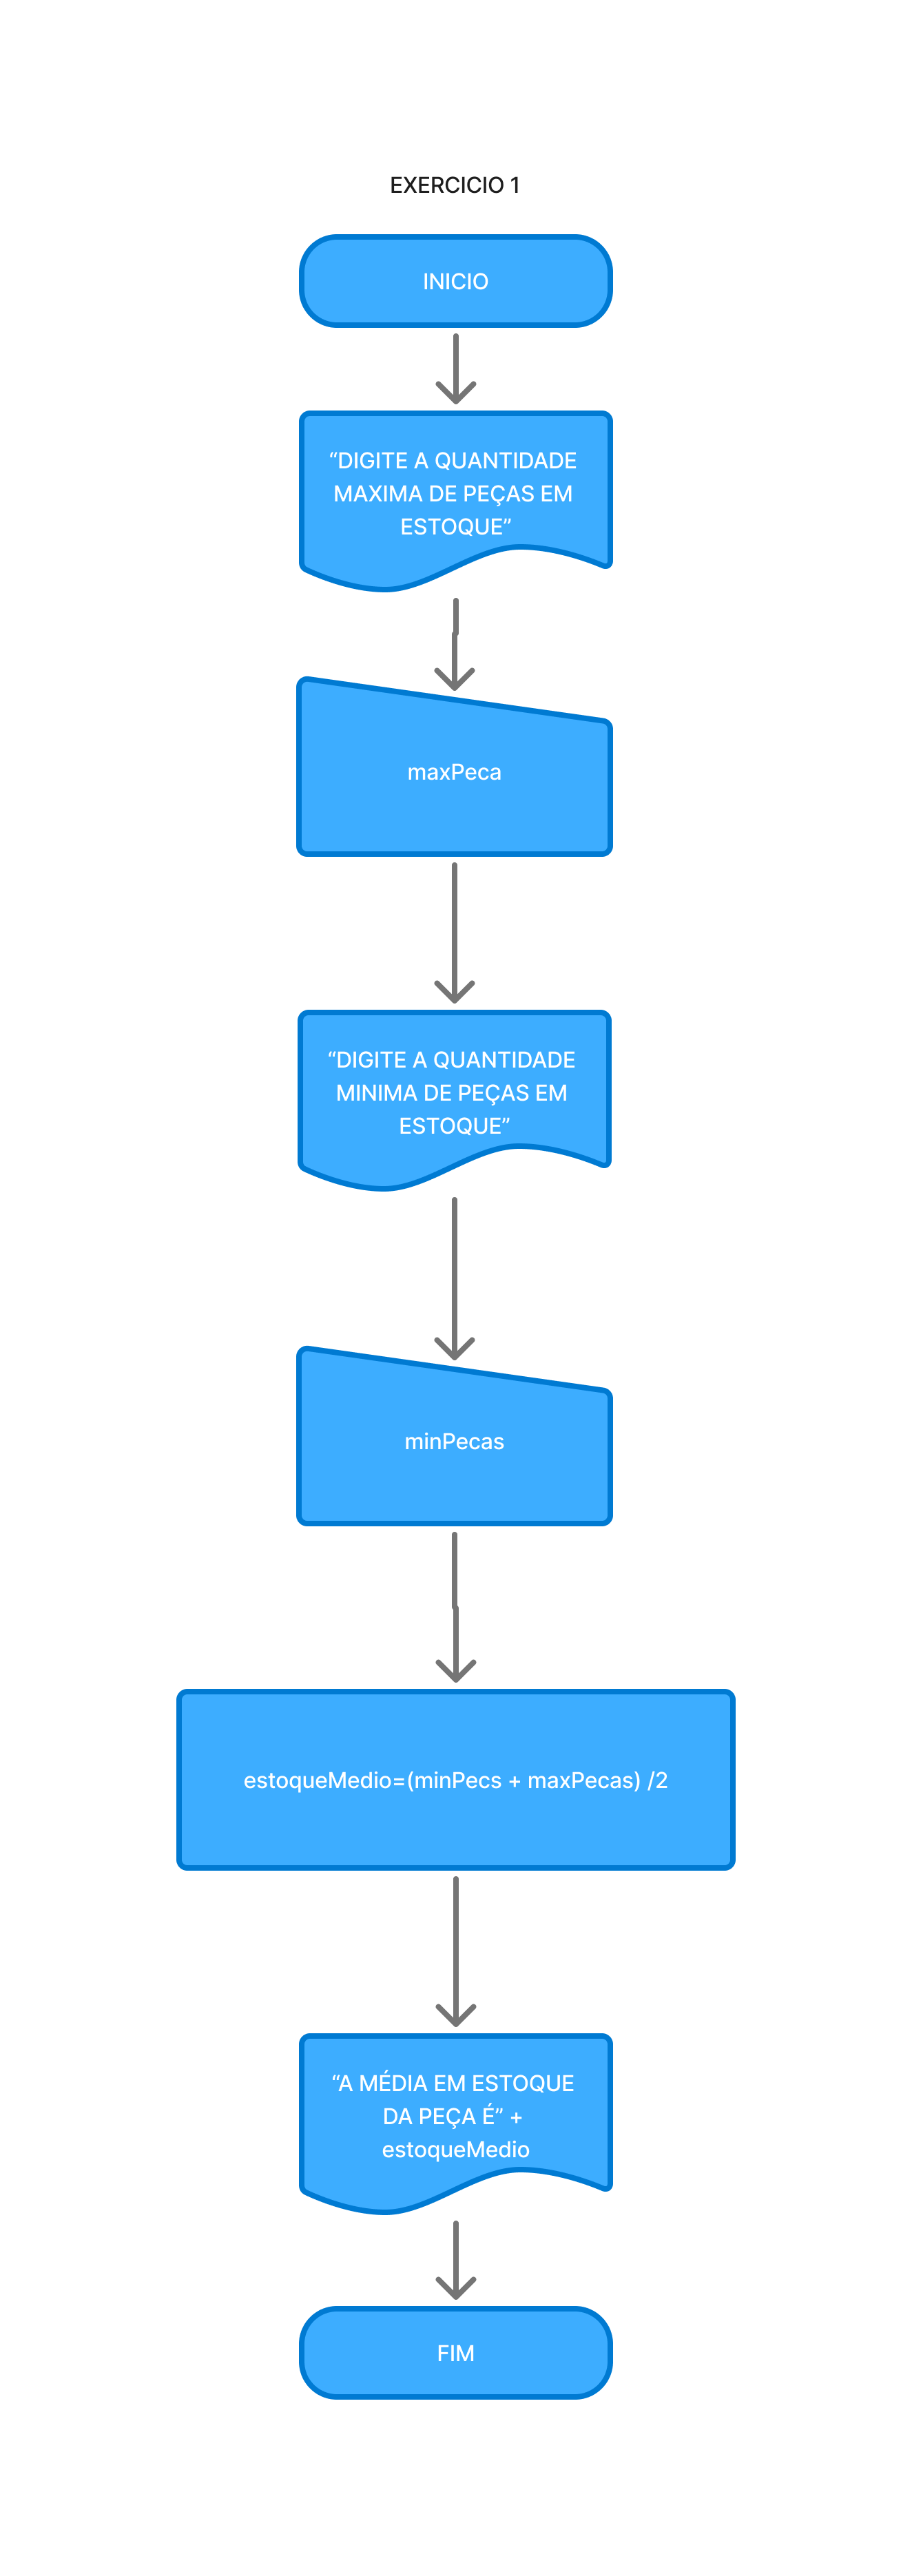 EXERCICIO 1
INICIO
“DIGITE A QUANTIDADE
MAXIMA DE PEÇAS EM
ESTOQUE”
maxPeca
“DIGITE A QUANTIDADE
MINIMA DE PEÇAS EM
ESTOQUE”
minPecas
estoqueMedio=(minPecs + maxPecas) /2
“A MÉDIA EM ESTOQUE
DA PEÇA É” +
estoqueMedio
FIM